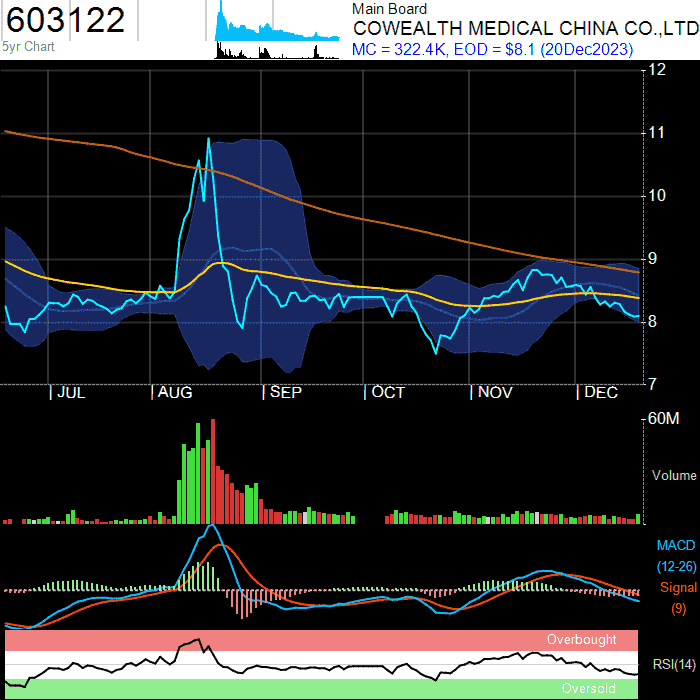 603122
5yr Chart
Main Board
COWEALTH MEDICAL CHINA CO.,LTD
MC = 322.4K, EOD = $8.1 (20Dec2023)
12
11
10
9
8
7
JUL
AUG
SEP
OCT
NOV
DEC
60M
Volume
MACD
(12-26)
Signal
(9)
Overbought
RSI(14)
Oversold